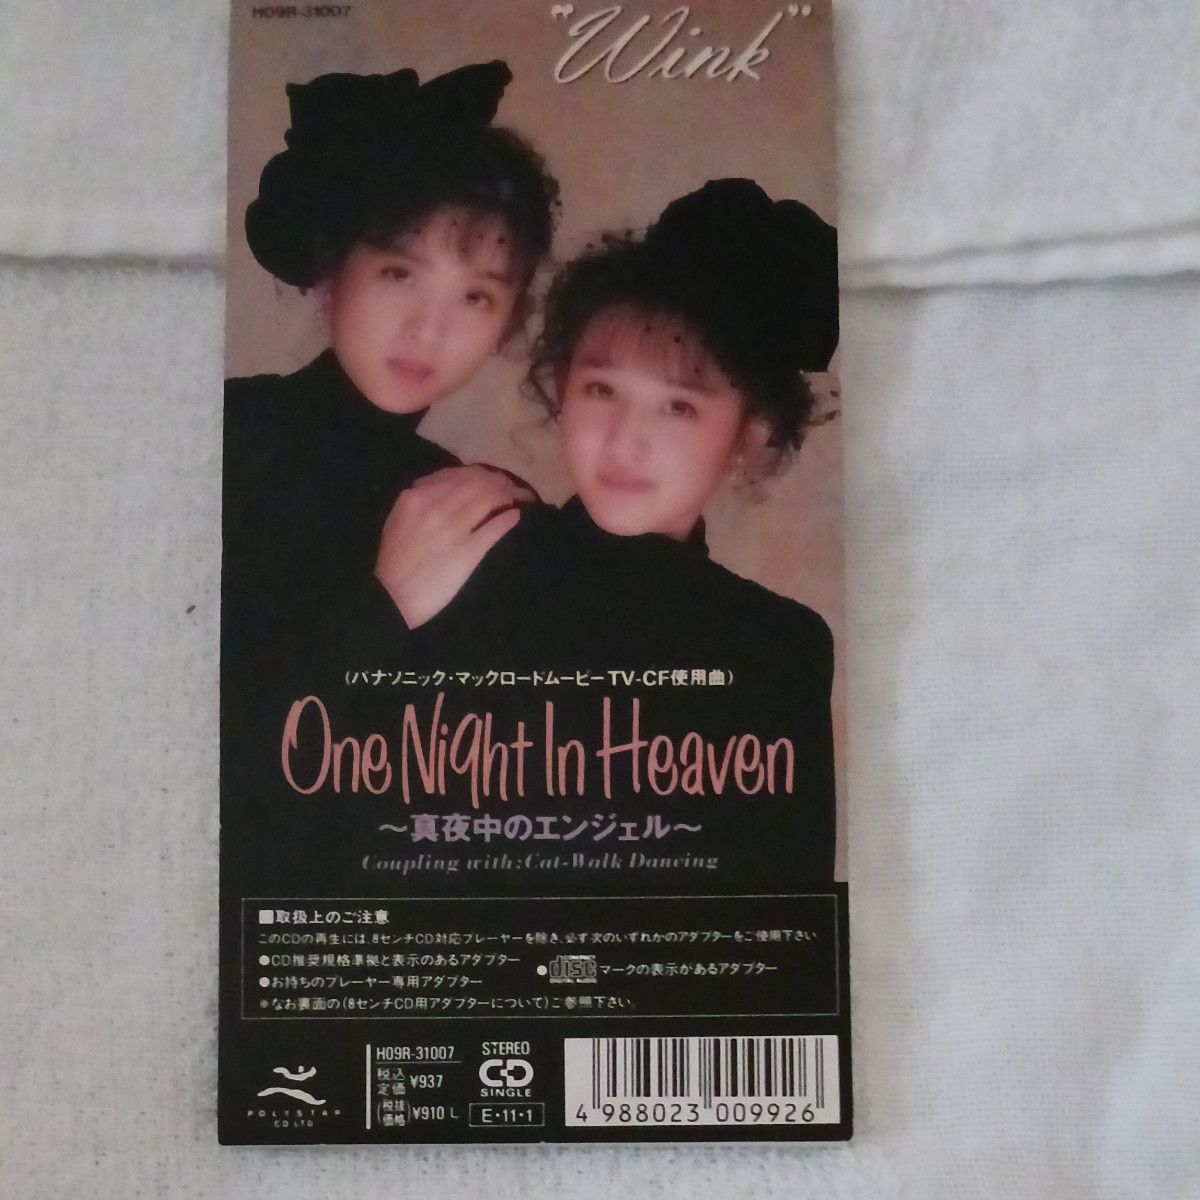 H09R-31007
"Wink"
(パナソニック・マックロードムービーTV-CF使用曲)
One Night In Heaven
〜真夜中のエンジェル〜
Coupling with:Cat-Walk Dancing
■取扱上のご注意
このCDの再生には、8センチCD対応プレーヤーを除き、必ず次のいずれかのアダプターをご使用下さい
●CD推奨規格準拠と表示のあるアダプター
●COMPACT disc DIGITAL AUDIO マークの表示があるアダプター
●お持ちのプレーヤー専用アダプター
*なお裏面の(8センチCD用アダプターについて)ご参照下さい。
POLYSTAR
CO LTD
H09R-31007
税込定価 ¥937
(税抜価格) ¥910 L
STEREO
CD
SINGLE
E・11・1
4 988023 009926